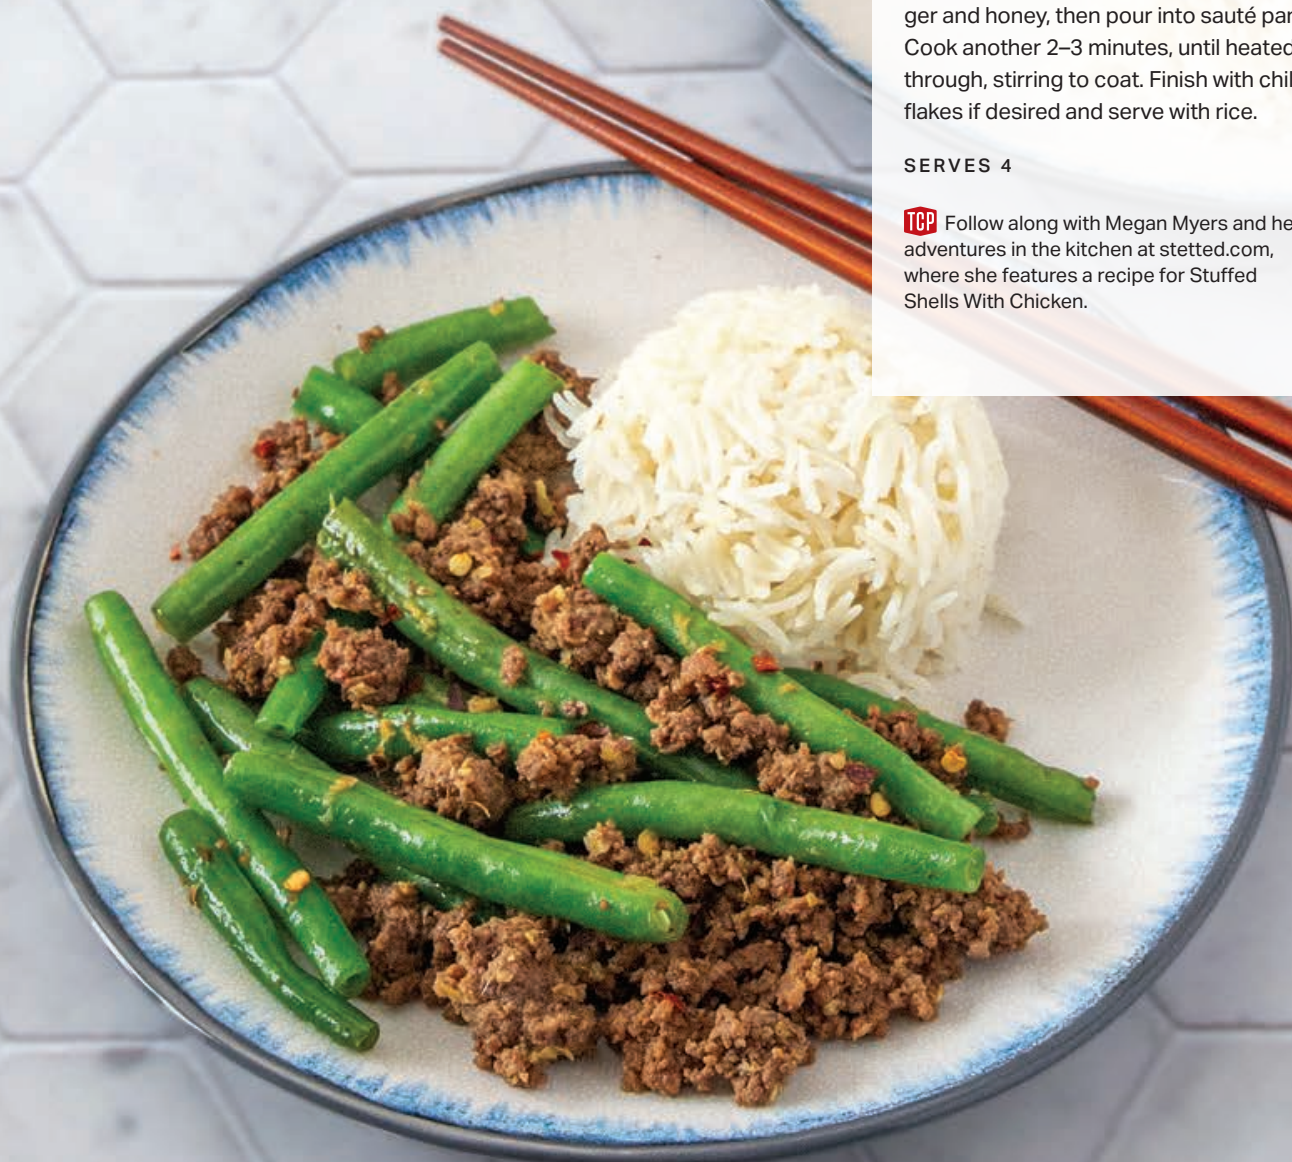 ger and honey, then pour into sauté pan
Cook another 2–3 minutes, until heated
through, stirring to coat. Finish with chil
flakes if desired and serve with rice.
SERVES 4
TCP Follow along with Megan Myers and he
adventures in the kitchen at stetted.com,
where she features a recipe for Stuffed
Shells With Chicken.